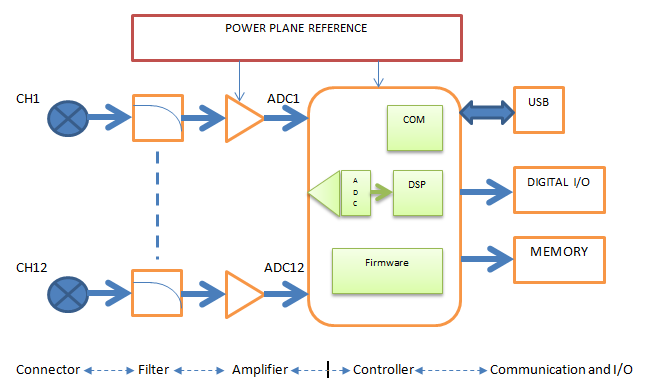 POWER PLANE REFERENCE
CH1
ADC1
COM
USB
A
D
C
DSP
DIGITAL I/O
Firmware
MEMORY
CH12
ADC12
Connector
Filter
Amplifier
Controller
Communication and I/O